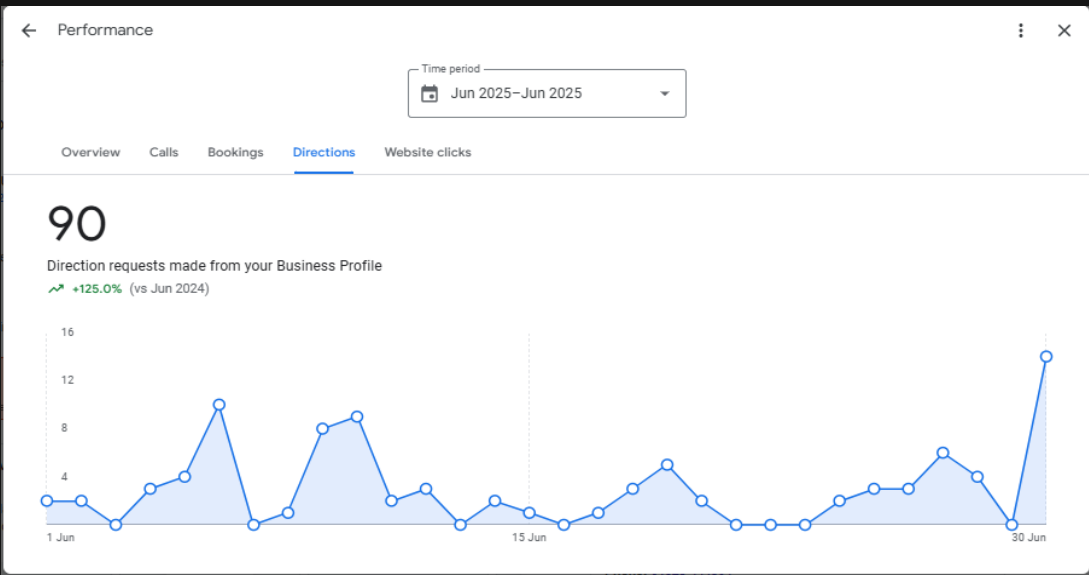 Performance
Time period
Jun 2025–Jun 2025
Overview Calls Bookings Directions Website clicks
90
Direction requests made from your Business Profile
+125.0% (vs Jun 2024)
16
12
8
4
1 Jun 15 Jun 30 Jun